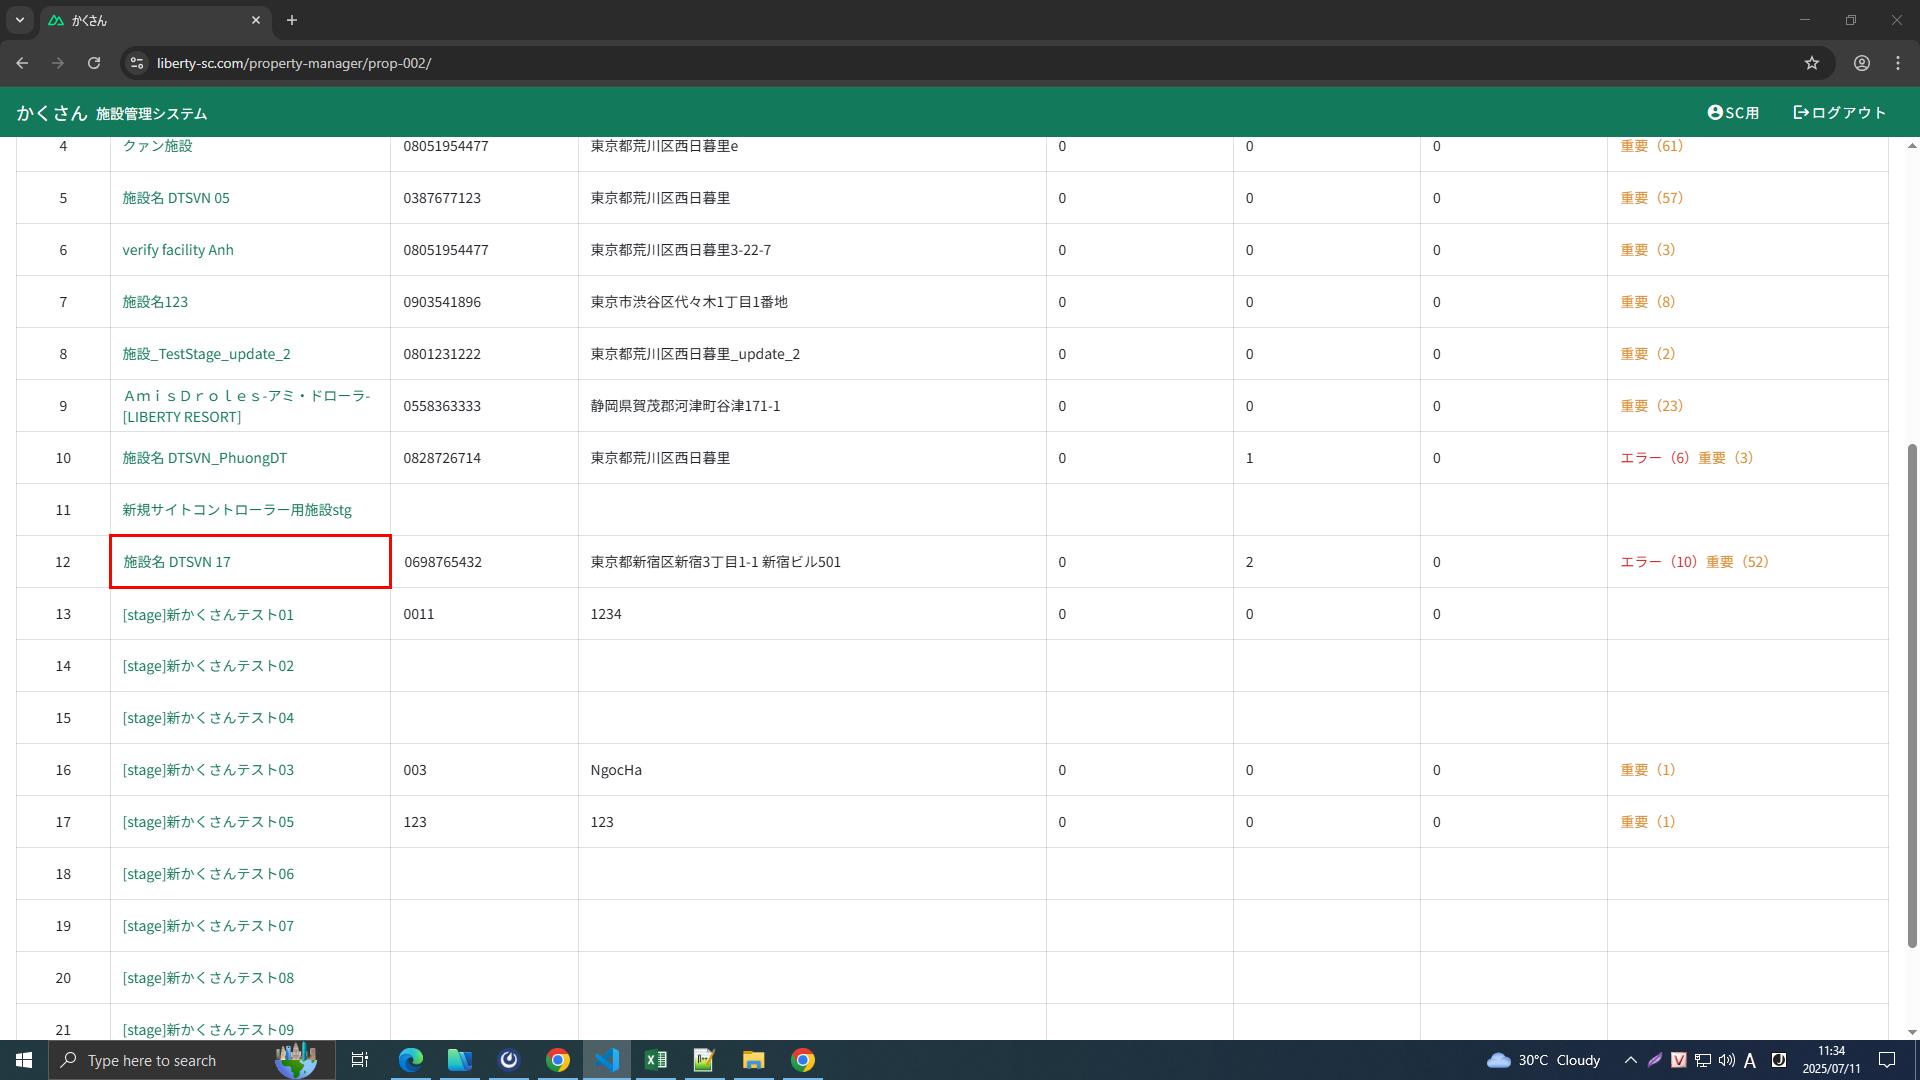 かくさん
liberty-sc.com/property-manager/prop-002/
かくさん 施設管理システム SC用 ログアウト
4 クァン施設 08051954477 東京都荒川区西日暮里e 0 0 0 重要（61）
5 施設名 DTSVN 05 0387677123 東京都荒川区西日暮里 0 0 0 重要（57）
6 verify facility Anh 08051954477 東京都荒川区西日暮里3-22-7 0 0 0 重要（3）
7 施設名123 0903541896 東京市渋谷区代々木1丁目1番地 0 0 0 重要（8）
8 施設_TestStage_update_2 0801231222 東京都荒川区西日暮里_update_2 0 0 0 重要（2）
9 ＡｍｉｓＤｒｏｌｅｓ-アミ・ドローラ- 0558363333 静岡県賀茂郡河津町谷津171-1 0 0 0 重要（23）
[LIBERTY RESORT]
10 施設名 DTSVN_PhuongDT 0828726714 東京都荒川区西日暮里 0 1 0 エラー（6）重要（3）
11 新規サイトコントローラー用施設stg
12 施設名 DTSVN 17 0698765432 東京都新宿区新宿3丁目1-1 新宿ビル501 0 2 0 エラー（10）重要（52）
13 [stage]新かくさんテスト01 0011 1234 0 0 0
14 [stage]新かくさんテスト02
15 [stage]新かくさんテスト04
16 [stage]新かくさんテスト03 003 NgocHa 0 0 0 重要（1）
17 [stage]新かくさんテスト05 123 123 0 0 0 重要（1）
18 [stage]新かくさんテスト06
19 [stage]新かくさんテスト07
20 [stage]新かくさんテスト08
21 [stage]新かくさんテスト09
Type here to search 30°C Cloudy A 11:34
2025/07/11